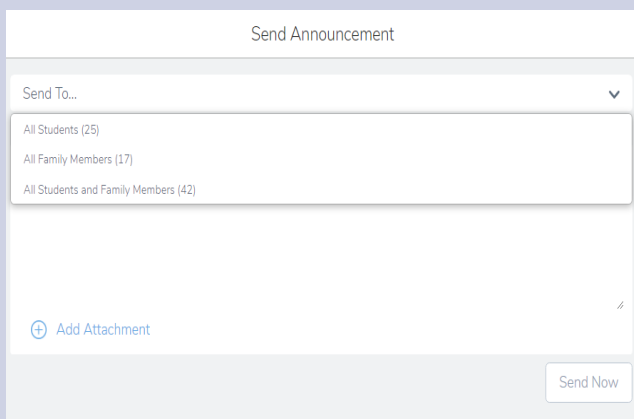 Send Announcement
Send To...
All Students (25)
All Family Members (17)
All Students and Family Members (42)
Add Attachment
Send Now